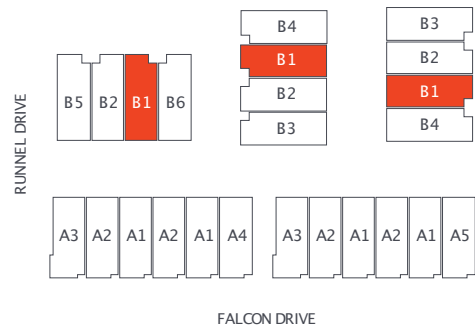 B4
B1
B2
B3
B3
B2
B1
B4
B5 B2 B1 B6
RUNNEL DRIVE
A3 A2 A1 A2 A1 A4
A3 A2 A1 A2 A1 A5
FALCON DRIVE